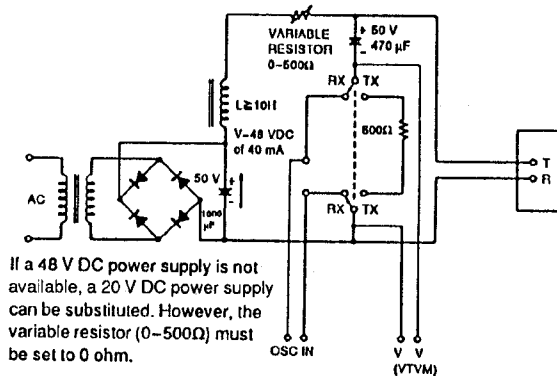 VARIABLE
RESISTOR
0–500Ω
+ 50 V
- 470 µF
RX TX
L≧10H
V–48 VDC
of 40 mA
600Ω
50 V +
-
1000
µF
AC
RX TX
T
R
If a 48 V DC power supply is not
available, a 20 V DC power supply
can be substituted. However, the
variable resistor (0–500Ω) must
be set to 0 ohm.
OSC IN
V V
(VTVM)